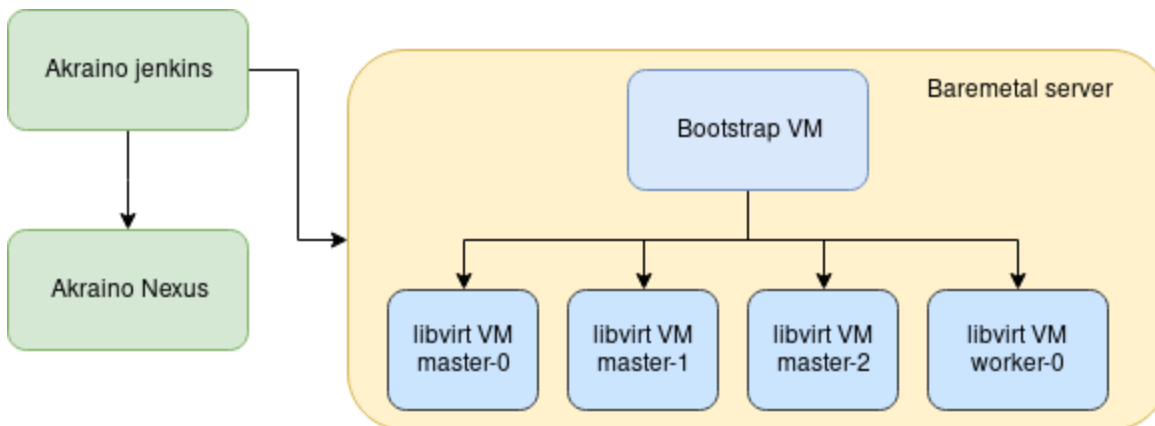 Akraino jenkins
Baremetal server
Bootstrap VM
Akraino Nexus
libvirt VM
master-0
libvirt VM
master-1
libvirt VM
master-2
libvirt VM
worker-0